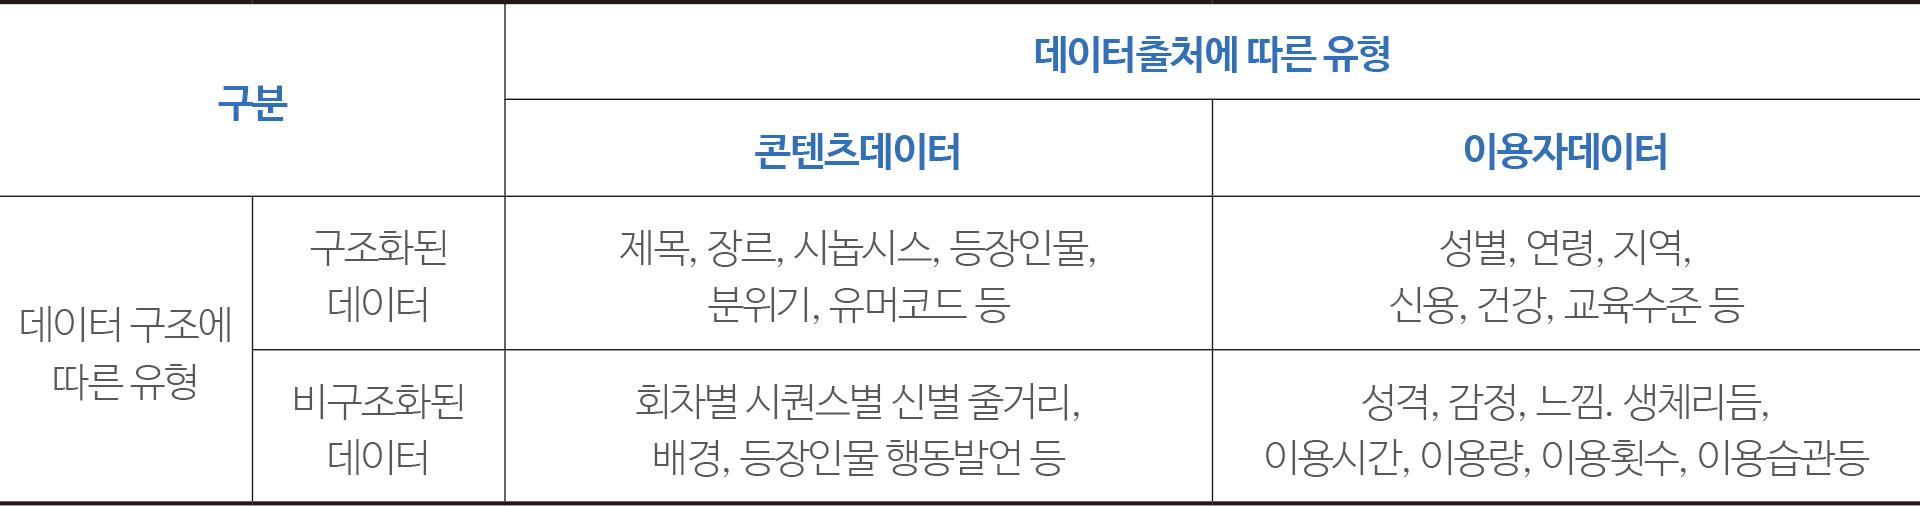 구분
데이터출처에 따른 유형
콘텐츠데이터
이용자데이터
데이터 구조에
따른 유형
구조화된
데이터
제목, 장르, 시놉시스, 등장인물,
분위기, 유머코드 등
성별, 연령, 지역,
신용, 건강, 교육수준 등
비구조화된
데이터
회차별 시퀀스별 신별 줄거리,
배경, 등장인물 행동발언 등
성격, 감정, 느낌. 생체리듬,
이용시간, 이용량, 이용횟수, 이용습관등